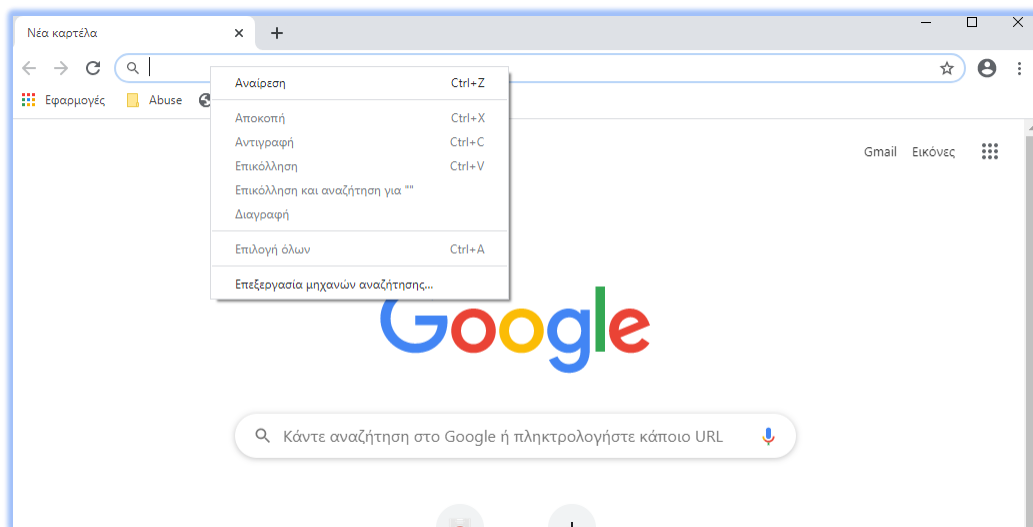 Νέα καρτέλα
Εφαρμογές Abuse
Αναίρεση Ctrl+Z
Αποκοπή Ctrl+X
Αντιγραφή Ctrl+C
Επικόλληση Ctrl+V
Επικόλληση και αναζήτηση για ""
Διαγραφή
Επιλογή όλων Ctrl+A
Επεξεργασία μηχανών αναζήτησης...
Gmail Εικόνες
Google
Κάντε αναζήτηση στο Google ή πληκτρολογήστε κάποιο URL